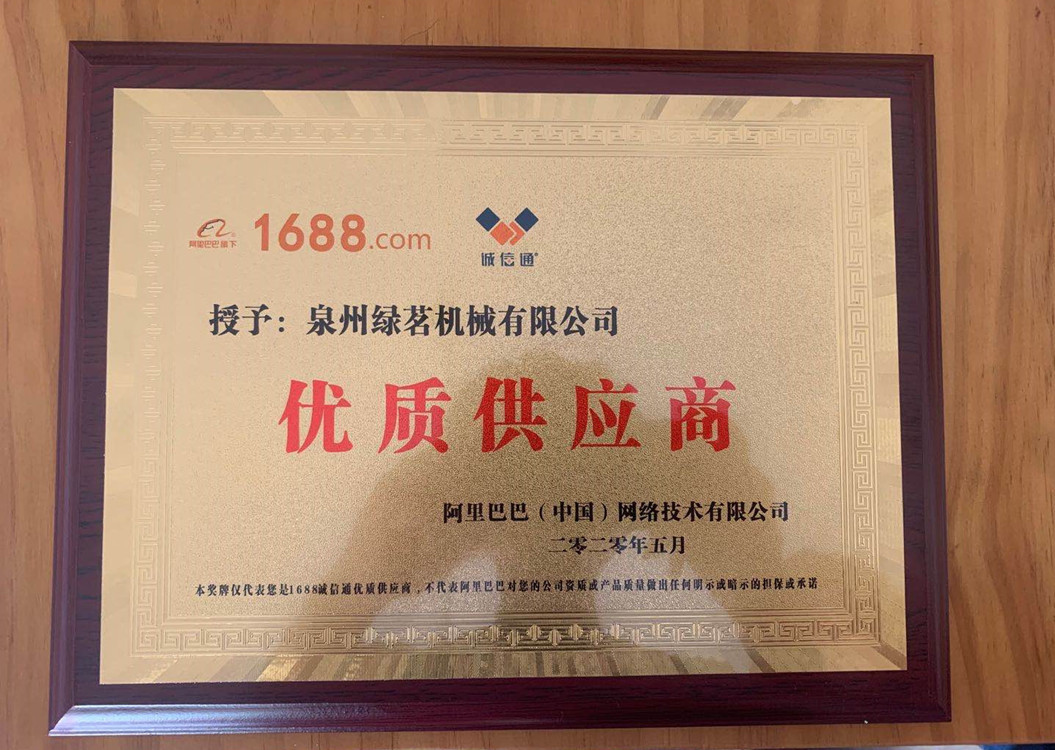 阿里巴巴旗下 1688.com 诚信通
授予：泉州绿茗机械有限公司
优质供应商
阿里巴巴（中国）网络技术有限公司
二零二零年五月
本奖牌仅代表您是1688诚信通优质供应商，不代表阿里巴巴对您的公司资质或产品质量做出任何明示或暗示的担保或承诺